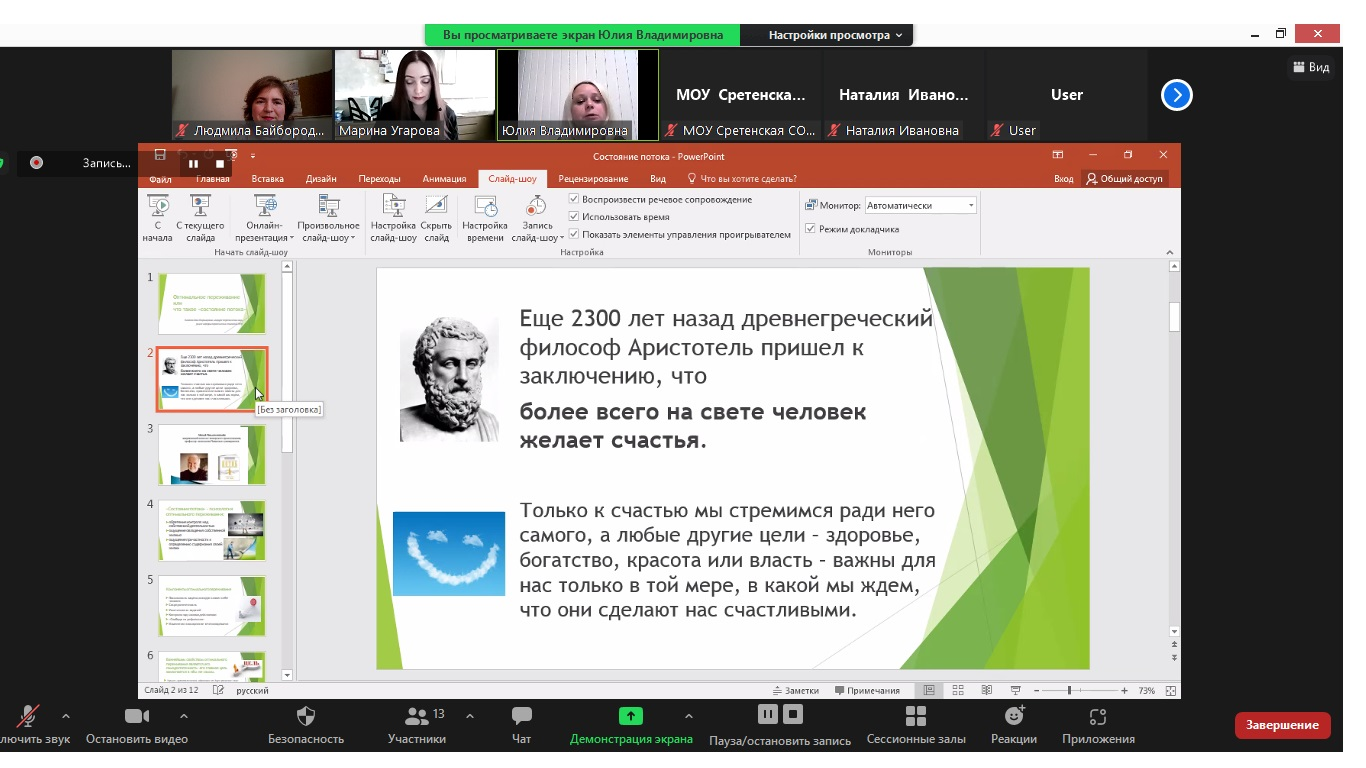 Вы просматриваете экран Юлия Владимировна
Настройки просмотра
Вид
МОУ Сретенска...
Наталия Ивано...
User
Людмила Байбород...
Марина Угарова
Юлия Владимировна
МОУ Сретенская СО...
Наталия Ивановна
User
Запись...
Состояние потока - PowerPoint
Файл
Главная
Вставка
Дизайн
Переходы
Анимация
Слайд-шоу
Рецензирование
Вид
Что вы хотите сделать?
Вход
Общий доступ
С начала
С текущего слайда
Онлайн-презентация
Произвольное слайд-шоу
Настройка слайд-шоу
Скрыть слайд
Настройка времени
Запись слайд-шоу
Воспроизвести речевое сопровождение
Использовать время
Показать элементы управления проигрывателем
Монитор: Автоматически
Режим докладчика
Начать слайд-шоу
Настройка
Мониторы
1
2
[Без заголовка]
3
4
5
6
Еще 2300 лет назад древнегреческий
философ Аристотель пришел к
заключению, что
более всего на свете человек
желает счастья.
Только к счастью мы стремимся ради него
самого, а любые другие цели – здоровье,
богатство, красота или власть – важны для
нас только в той мере, в какой мы ждем,
что они сделают нас счастливыми.
Слайд 2 из 12
русский
Заметки
Примечания
73%
лючить звук
Остановить видео
Безопасность
13
Участники
Чат
Демонстрация экрана
Пауза/остановить запись
Сессионные залы
Реакции
Приложения
Завершение